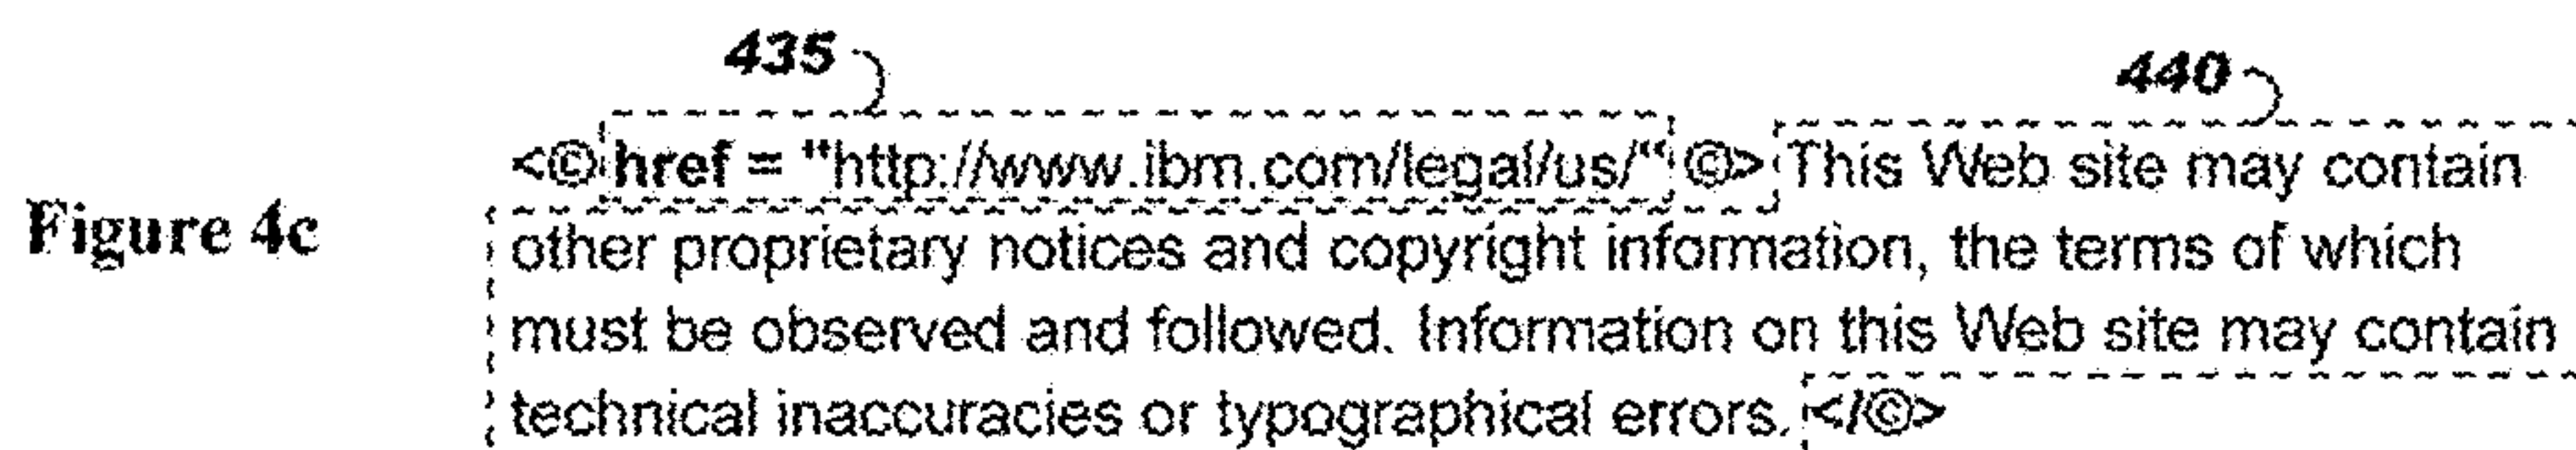 435
440
<© href = "http://www.ibm.com/legal/us/“ ©> This Web site may contain
Figure 4c
other proprietary notices and copyright information, the terms of which
must be observed and followed. Information on this Web site may contain
technical inaccuracies or typographical errors. </©>